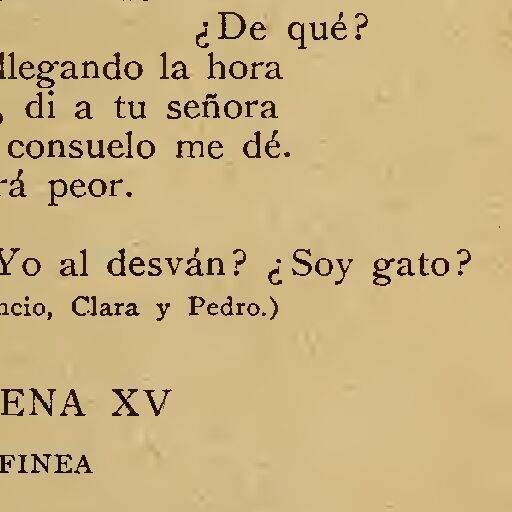 ¿De qué?
llegando la hora
, di a tu señora
consuelo me dé.
rá peor.
Yo al desván? ¿Soy gato?
ncio, Clara y Pedro.)
ENA XV
FINEA